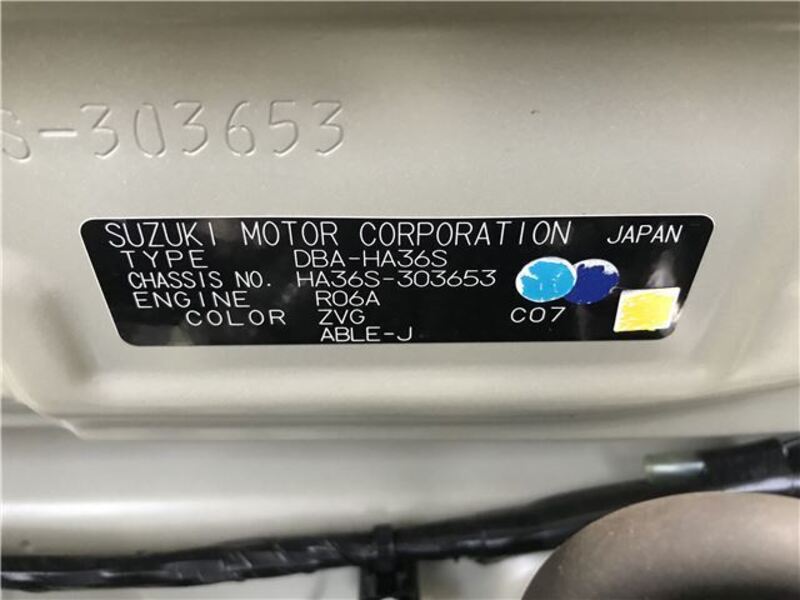 S-303653
SUZUKI MOTOR CORPORATION JAPAN
TYPE DBA-HA36S
CHASSIS NO. HA36S-303653
ENGINE R06A
COLOR ZVG C07
ABLE-J